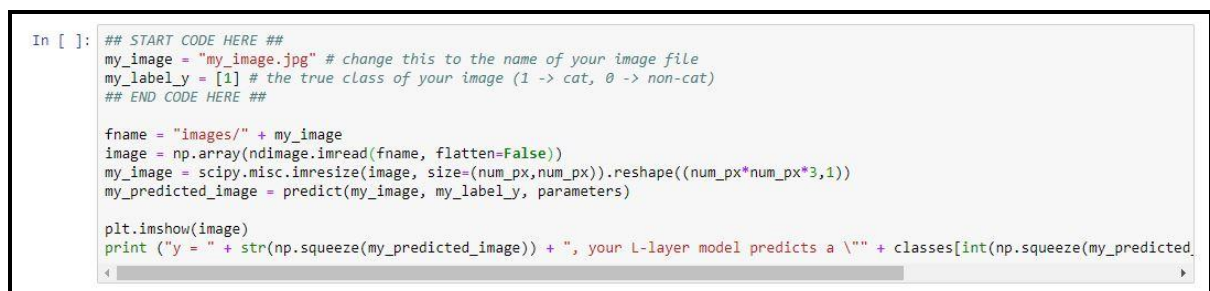 In [ ]: ## START CODE HERE ##
my_image = "my_image.jpg" # change this to the name of your image file
my_label_y = [1] # the true class of your image (1 -> cat, 0 -> non-cat)
## END CODE HERE ##
fname = "images/" + my_image
image = np.array(ndimage.imread(fname, flatten=False))
my_image = scipy.misc.imresize(image, size=(num_px,num_px)).reshape((num_px*num_px*3,1))
my_predicted_image = predict(my_image, my_label_y, parameters)
plt.imshow(image)
print ("y = " + str(np.squeeze(my_predicted_image)) + ", your L-layer model predicts a \"" + classes[int(np.squeeze(my_predicted_